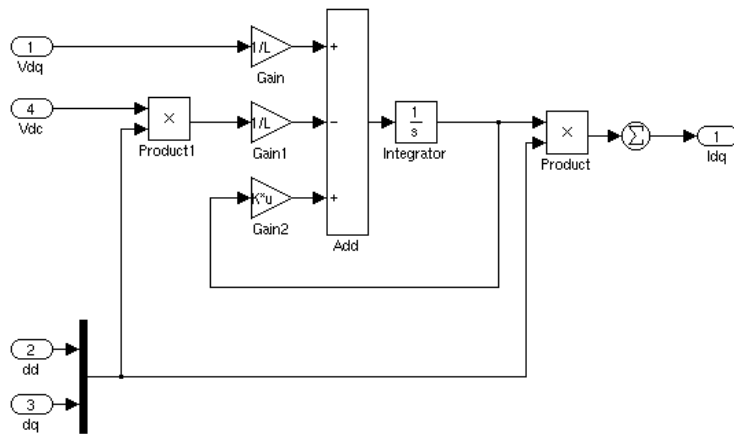 1
Vdq
1/L
Gain
+
4
Vdc
×
Product1
1/L
Gain1
−
1
s
Integrator
×
Product
Σ
1
Idq
K*u
Gain2
+
Add
2
dd
3
dq